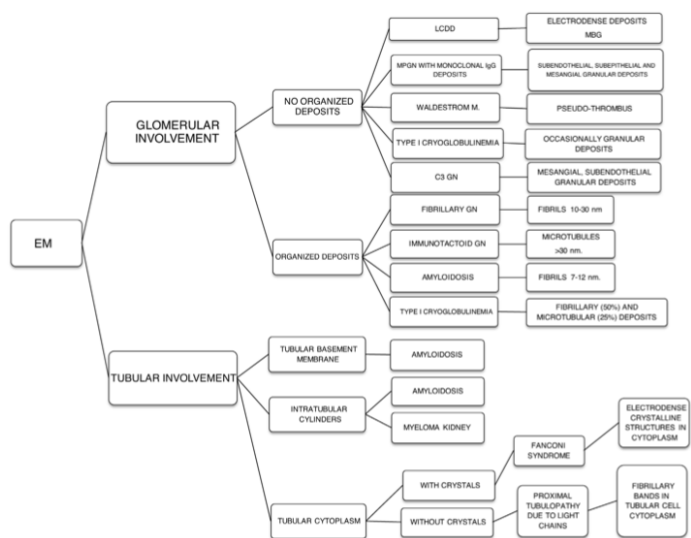 EM
GLOMERULAR
INVOLVEMENT
NO ORGANIZED
DEPOSITS
LCDD
ELECTRODENSE DEPOSITS
MBG
MPGN WITH MONOCLONAL IgG
DEPOSITS
SUBENDOTHELIAL, SUBEPITHELIAL AND
MESANGIAL GRANULAR DEPOSITS
WALDESTROM M.
PSEUDO-THROMBUS
TYPE I CRYOGLOBULINEMIA
OCCASIONALLY GRANULAR
DEPOSITS
C3 GN
MESANGIAL, SUBENDOTHELIAL
GRANULAR DEPOSITS
ORGANIZED DEPOSITS
FIBRILLARY GN
FIBRILS 10-30 nm
IMMUNOTACTOID GN
MICROTUBULES
>30 nm.
AMYLOIDOSIS
FIBRILS 7-12 nm.
TYPE I CRYOGLOBULINEMIA
FIBRILLARY (50%) AND
MICROTUBULAR (25%) DEPOSITS
TUBULAR INVOLVEMENT
TUBULAR BASEMENT
MEMBRANE
AMYLOIDOSIS
INTRATUBULAR
CYLINDERS
AMYLOIDOSIS
MYELOMA KIDNEY
TUBULAR CYTOPLASM
WITH CRYSTALS
FANCONI
SYNDROME
ELECTRODENSE
CRYSTALLINE
STRUCTURES IN
CYTOPLASM
WITHOUT CRYSTALS
PROXIMAL
TUBULOPATHY
DUE TO LIGHT
CHAINS
FIBRILLARY
BANDS IN
TUBULAR CELL
CYTOPLASM